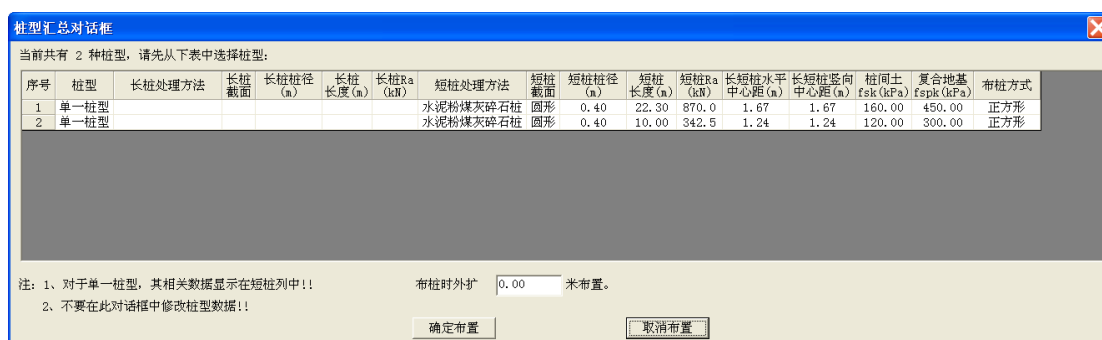 桩型汇总对话框
当前共有 2 种桩型，请先从下表中选择桩型:
序号 桩型 长桩处理方法 长桩截面 长桩桩径(m) 长桩长度(m) 长桩Ra(kN) 短桩处理方法 短桩截面 短桩桩径(m) 短桩长度(m) 短桩Ra(kN) 长短桩水平中心距(m) 长短桩竖向中心距(m) 桩间土fsk(kPa) 复合地基fspk(kPa) 布桩方式
1 单一桩型 水泥粉煤灰碎石桩 圆形 0.40 22.30 870.0 1.67 1.67 160.00 450.00 正方形
2 单一桩型 水泥粉煤灰碎石桩 圆形 0.40 10.00 342.5 1.24 1.24 120.00 300.00 正方形
注: 1、对于单一桩型，其相关数据显示在短桩列中!! 布桩时外扩 0.00 米布置。
2、不要在此对话框中修改桩型数据!!
确定布置 取消布置